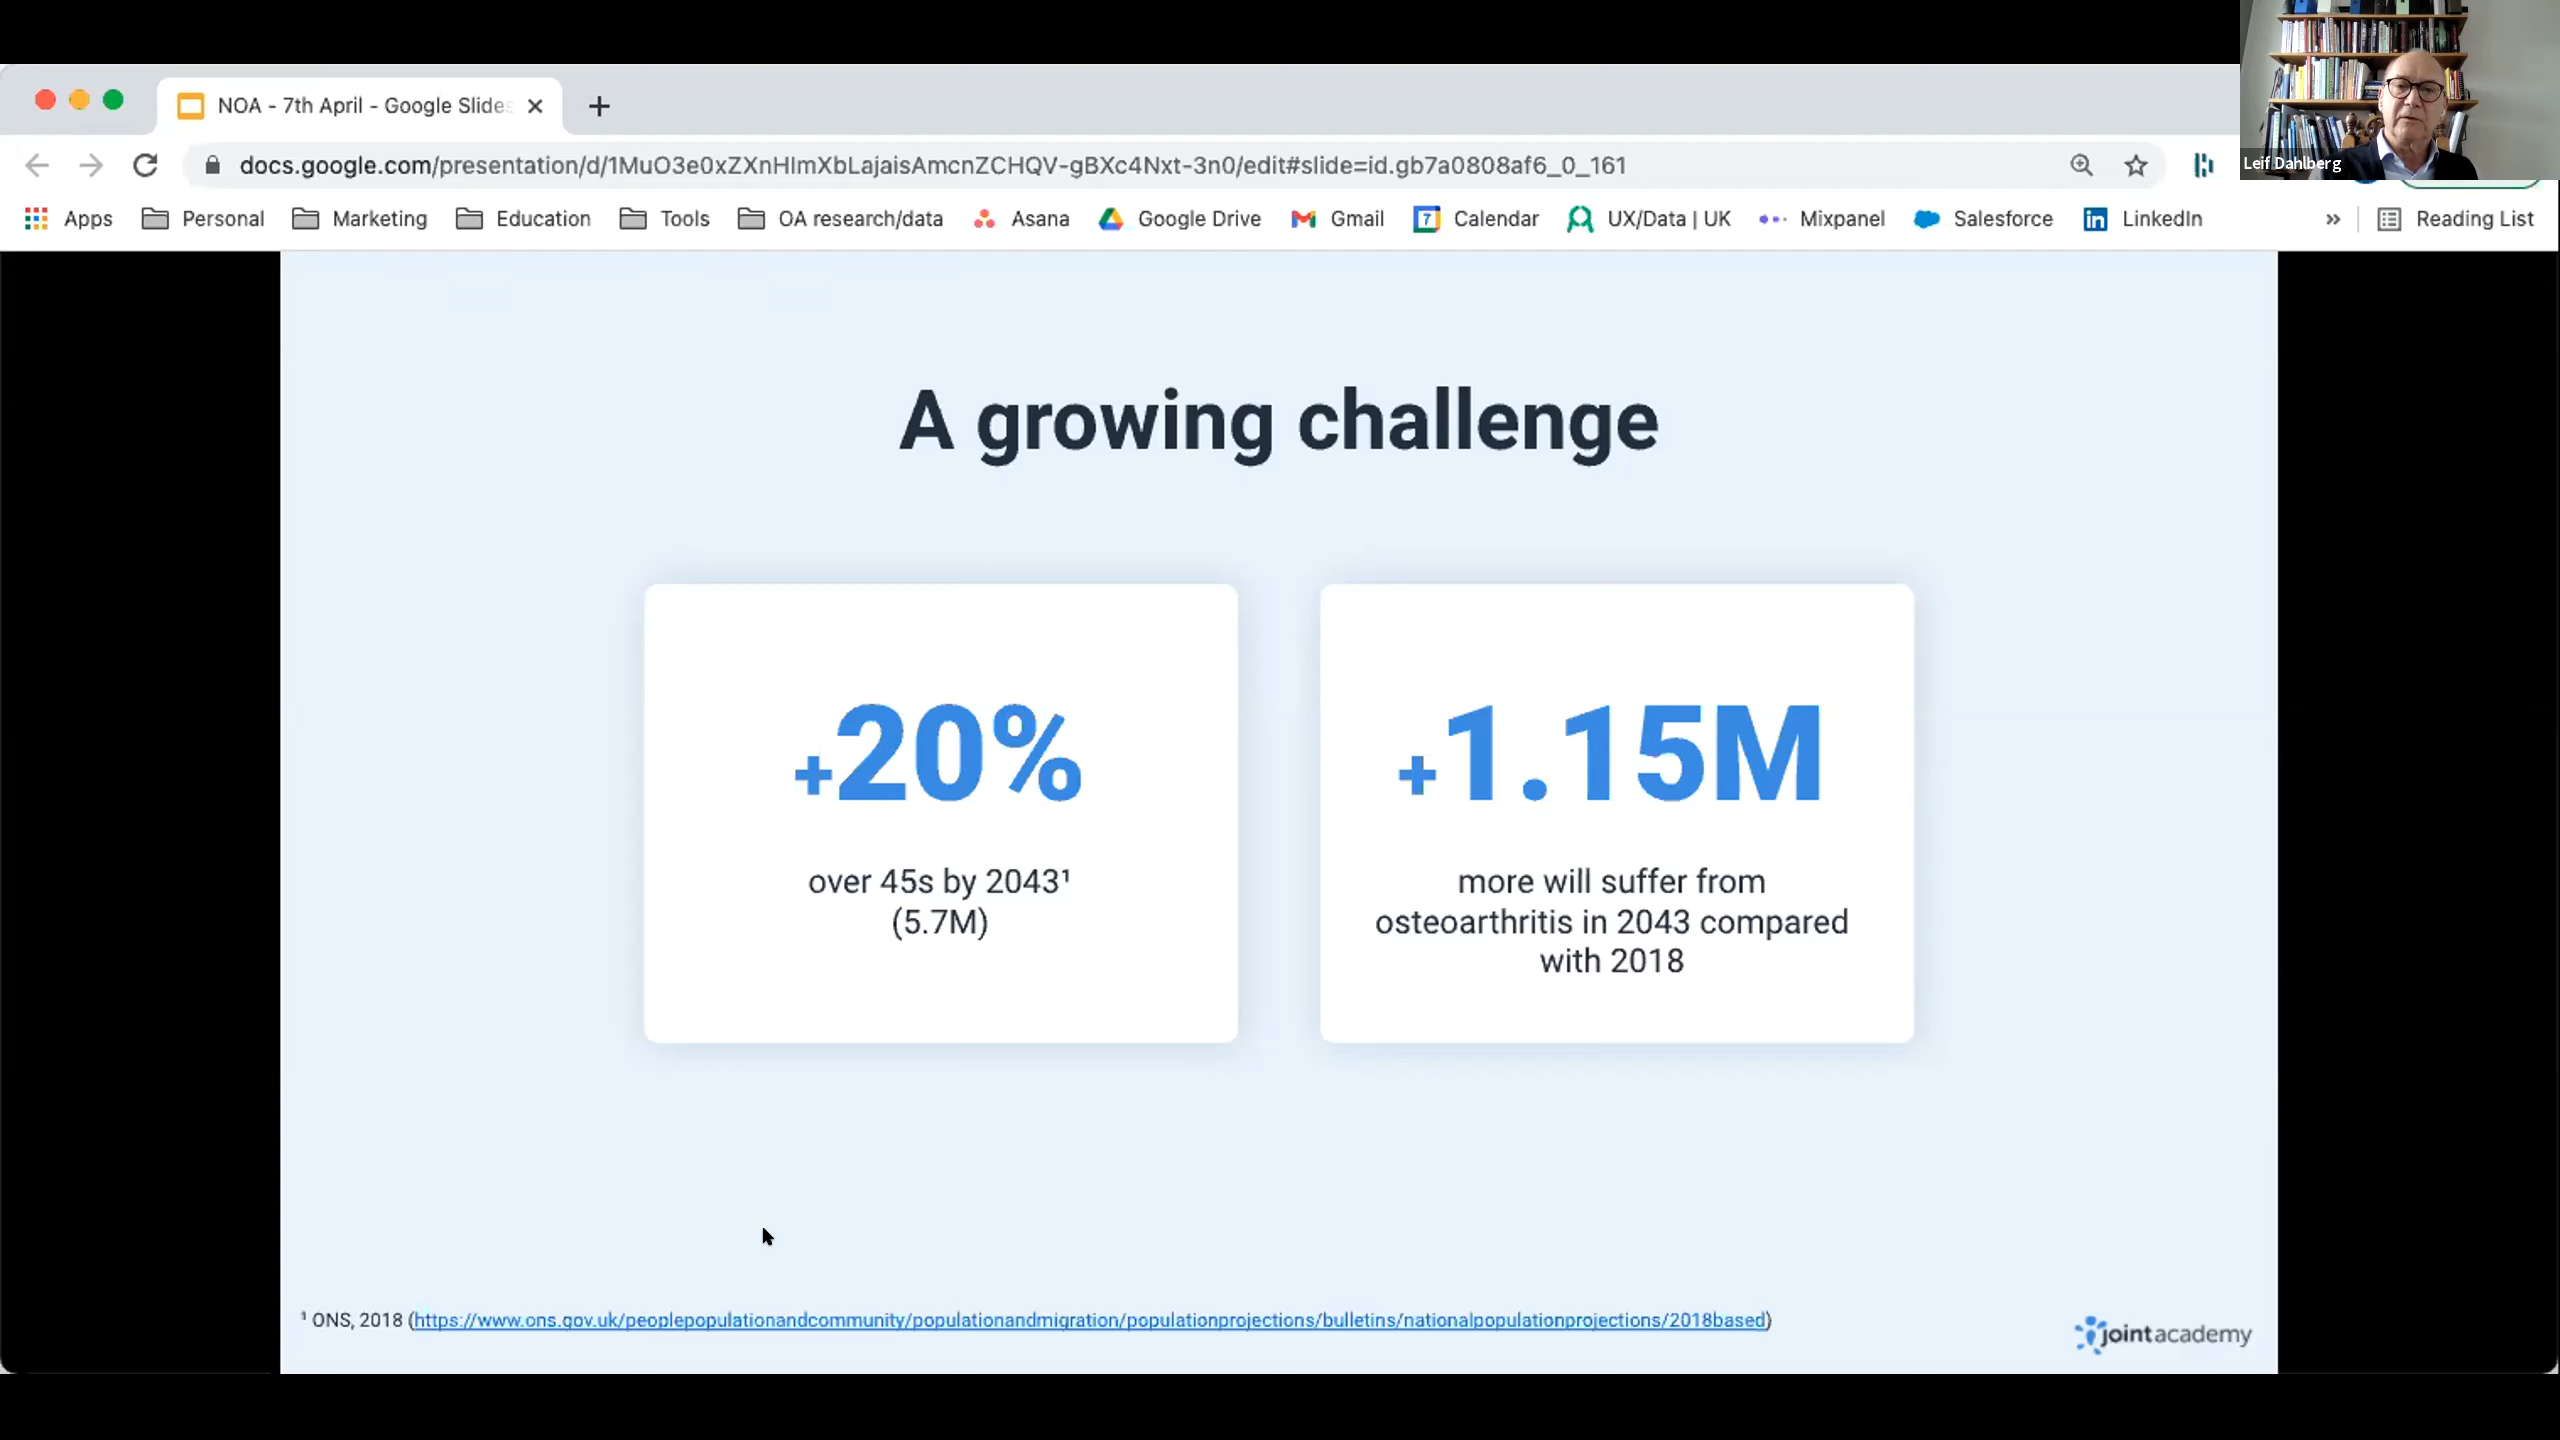 NOA - 7th April - Google Slides
docs.google.com/presentation/d/1MuO3e0xZXnHImXbLajaisAmcnZCHQV-gBXc4Nxt-3n0/edit#slide=id.gb7a0808af6_0_161
Leif Dahlberg
Apps Personal Marketing Education Tools OA research/data Asana Google Drive Gmail 7 Calendar UX/Data | UK Mixpanel Salesforce in LinkedIn » Reading List
A growing challenge
+20%
over 45s by 2043¹
(5.7M)
+1.15M
more will suffer from
osteoarthritis in 2043 compared
with 2018
¹ ONS, 2018 (https://www.ons.gov.uk/peoplepopulationandcommunity/populationandmigration/populationprojections/bulletins/nationalpopulationprojections/2018based)
jointacademy